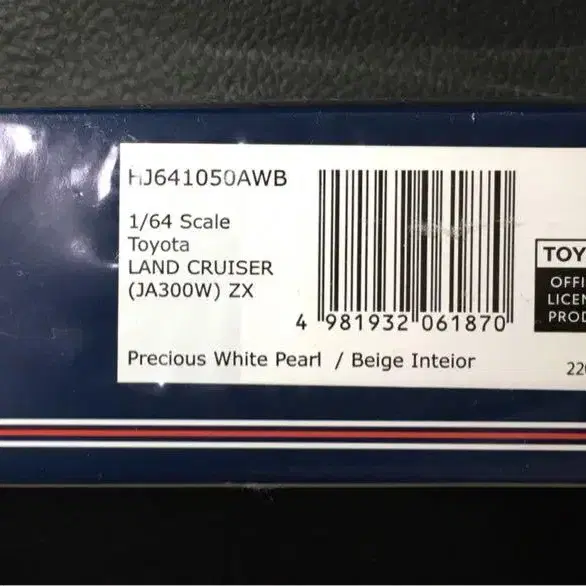 HJ641050AWB
1/64 Scale
Toyota
LAND CRUISER
(JA300W) ZX
4 981932 061870
Precious White Pearl / Beige Inteior
TOY
OFFI
LICEN
PROD
220